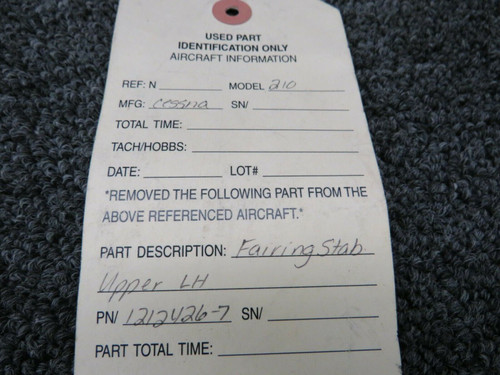 USED PART
IDENTIFICATION ONLY
AIRCRAFT INFORMATION
REF: N MODEL 210
MFG: Cessna SN/
TOTAL TIME:
TACH/HOBBS:
DATE: LOT#
"REMOVED THE FOLLOWING PART FROM THE
ABOVE REFERENCED AIRCRAFT."
PART DESCRIPTION: Fairing Stab
Upper LH
PN/ 1212426-7 SN/
PART TOTAL TIME: